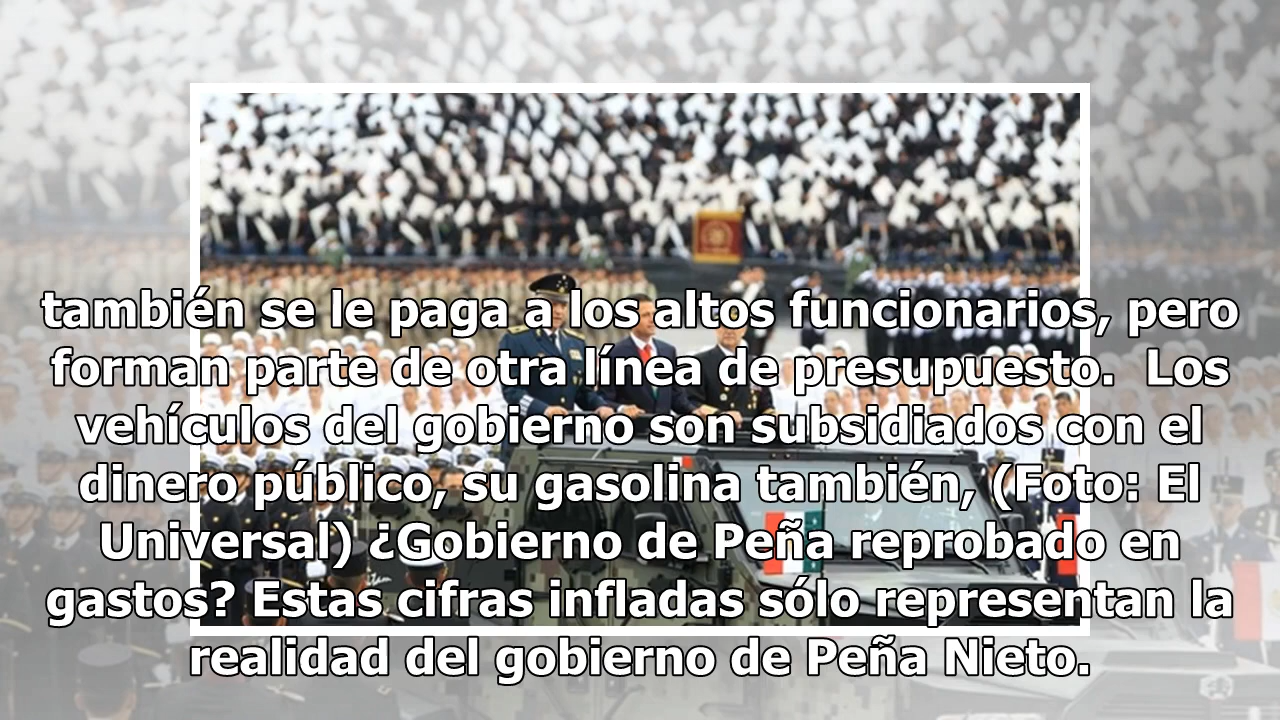 también se le paga a los altos funcionarios, pero
forman parte de otra línea de presupuesto.  Los
vehículos del gobierno son subsidiados con el
dinero público, su gasolina también, (Foto: El
Universal) ¿Gobierno de Peña reprobado en
gastos? Estas cifras infladas sólo representan la
realidad del gobierno de Peña Nieto.